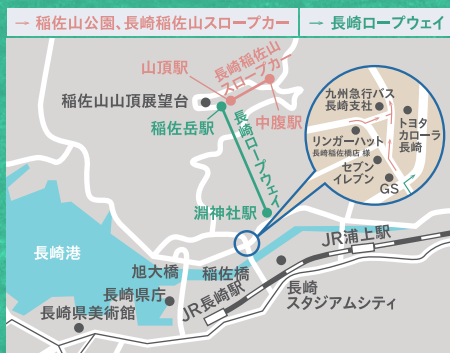 → 稲佐山公園、長崎稲佐山スロープカー
→ 長崎ロープウェイ
山頂駅
長崎稲佐山
スロープカー
稲佐山山頂展望台
稲佐岳駅
中腹駅
長崎ロープウェイ
淵神社駅
九州急行バス
長崎支社
トヨタ
カローラ
長崎
リンガーハット
長崎稲佐橋店 様
セブン
イレブン
GS
長崎港
旭大橋
稲佐橋
JR浦上駅
長崎県庁
JR長崎駅
長崎
スタジアムシティ
長崎県美術館